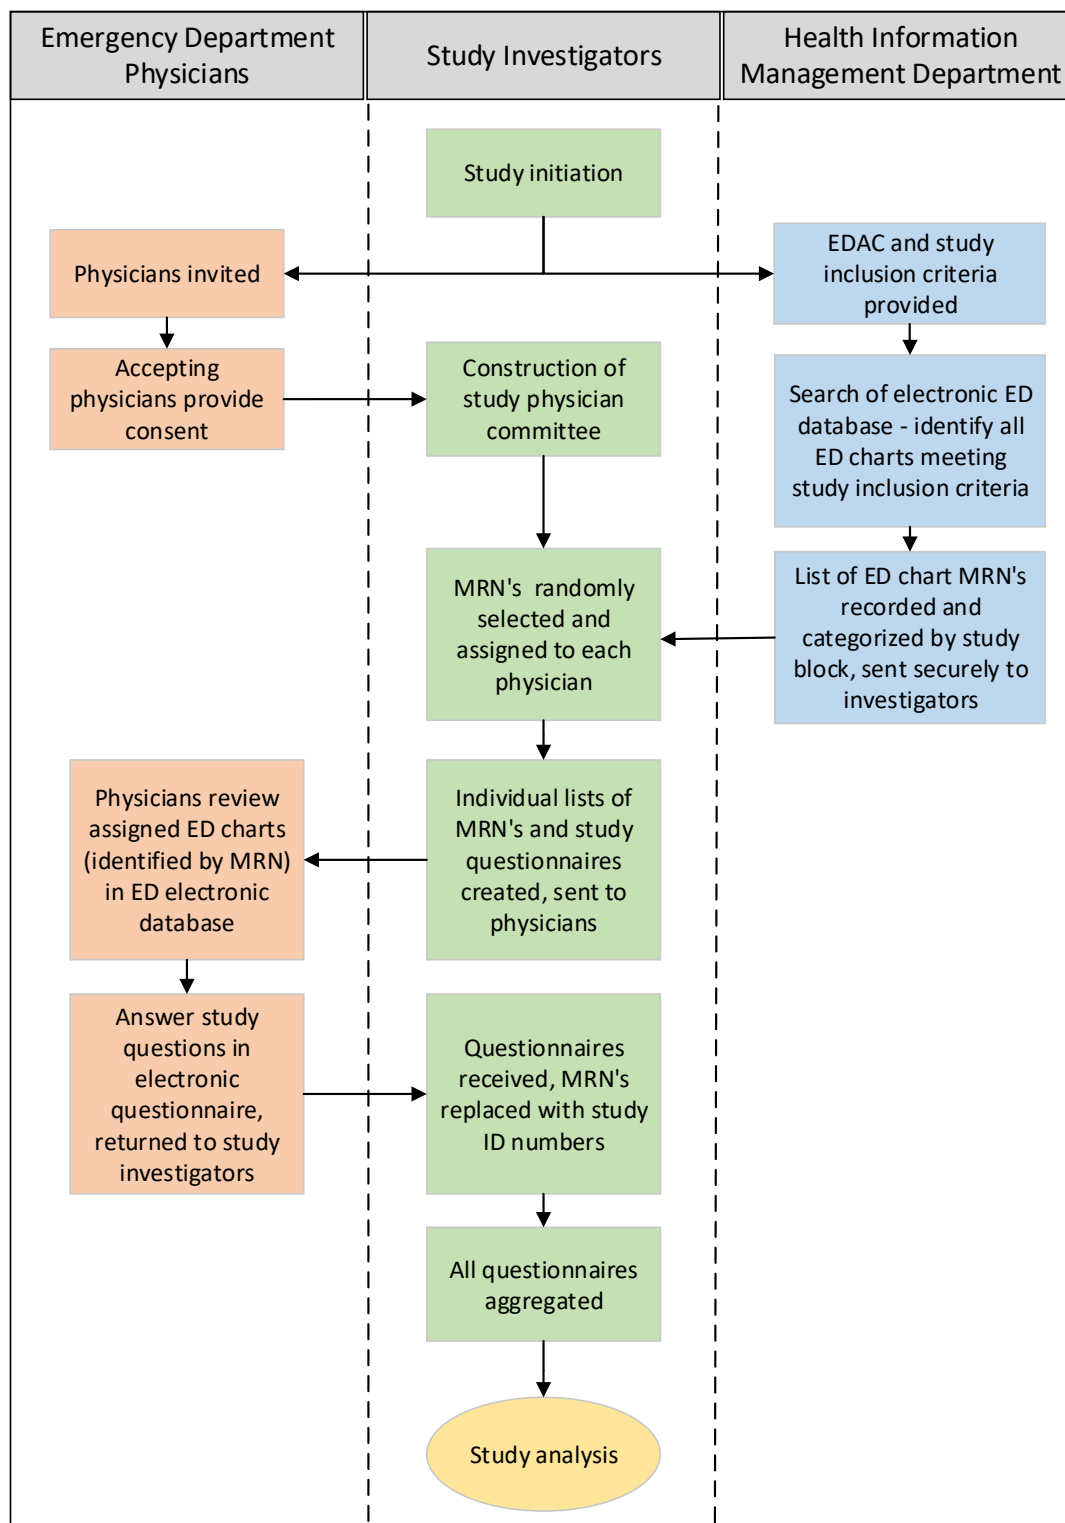 Emergency Department
Physicians
Study Investigators
Health Information
Management Department
Study initiation
Physicians invited
EDAC and study
inclusion criteria
provided
Accepting
physicians provide
consent
Construction of
study physician
committee
Search of electronic ED
database - identify all
ED charts meeting
study inclusion criteria
MRN's randomly
selected and
assigned to each
physician
List of ED chart MRN's
recorded and
categorized by study
block, sent securely to
investigators
Physicians review
assigned ED charts
(identified by MRN)
in ED electronic
database
Individual lists of
MRN's and study
questionnaires
created, sent to
physicians
Answer study
questions in
electronic
questionnaire,
returned to study
investigators
Questionnaires
received, MRN's
replaced with study
ID numbers
All questionnaires
aggregated
Study analysis